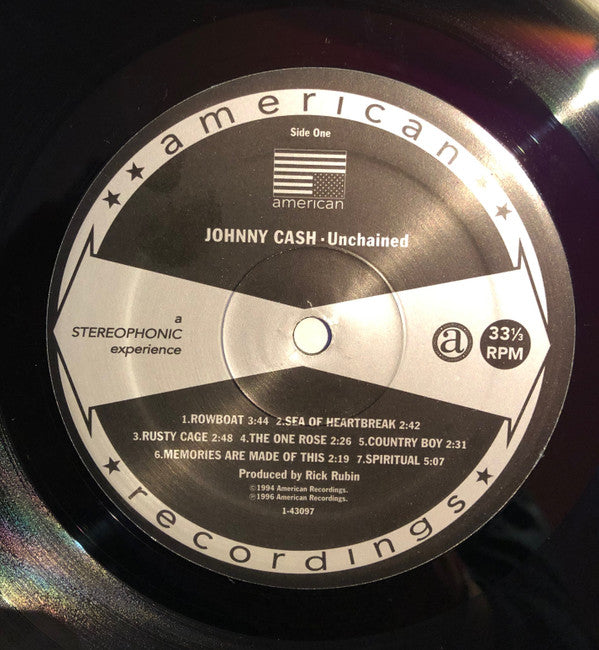 american
Side One
american
JOHNNY CASH · Unchained
a
STEREOPHONIC
experience
a
33⅓
RPM
1.ROWBOAT 3:44 2.SEA OF HEARTBREAK 2:42
3.RUSTY CAGE 2:48 4.THE ONE ROSE 2:26 5.COUNTRY BOY 2:31
6.MEMORIES ARE MADE OF THIS 2:19 7.SPIRITUAL 5:07
Produced by Rick Rubin
©1994 American Recordings.
℗1996 American Recordings.
1-43097
recordings